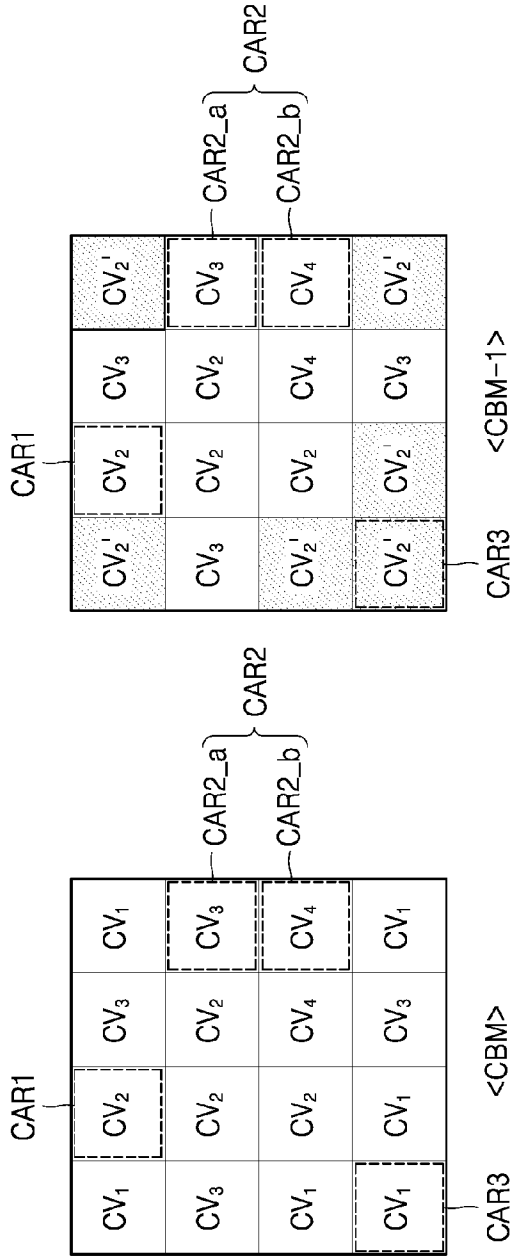 CAR1
CV₁ CV₂ CV₃ CV₁
CV₃ CV₂ CV₂ CV₃
CV₁ CV₂ CV₄ CV₄
CV₁ CV₁ CV₃ CV₁
CAR2_a
CAR2_b
CAR2
CAR3
<CBM>
CAR1
CV₂' CV₂ CV₃ CV₂'
CV₃ CV₂ CV₂ CV₃
CV₂' CV₂ CV₄ CV₄
CV₂' CV₂' CV₃ CV₂'
CAR2_a
CAR2_b
CAR2
CAR3
<CBM-1>